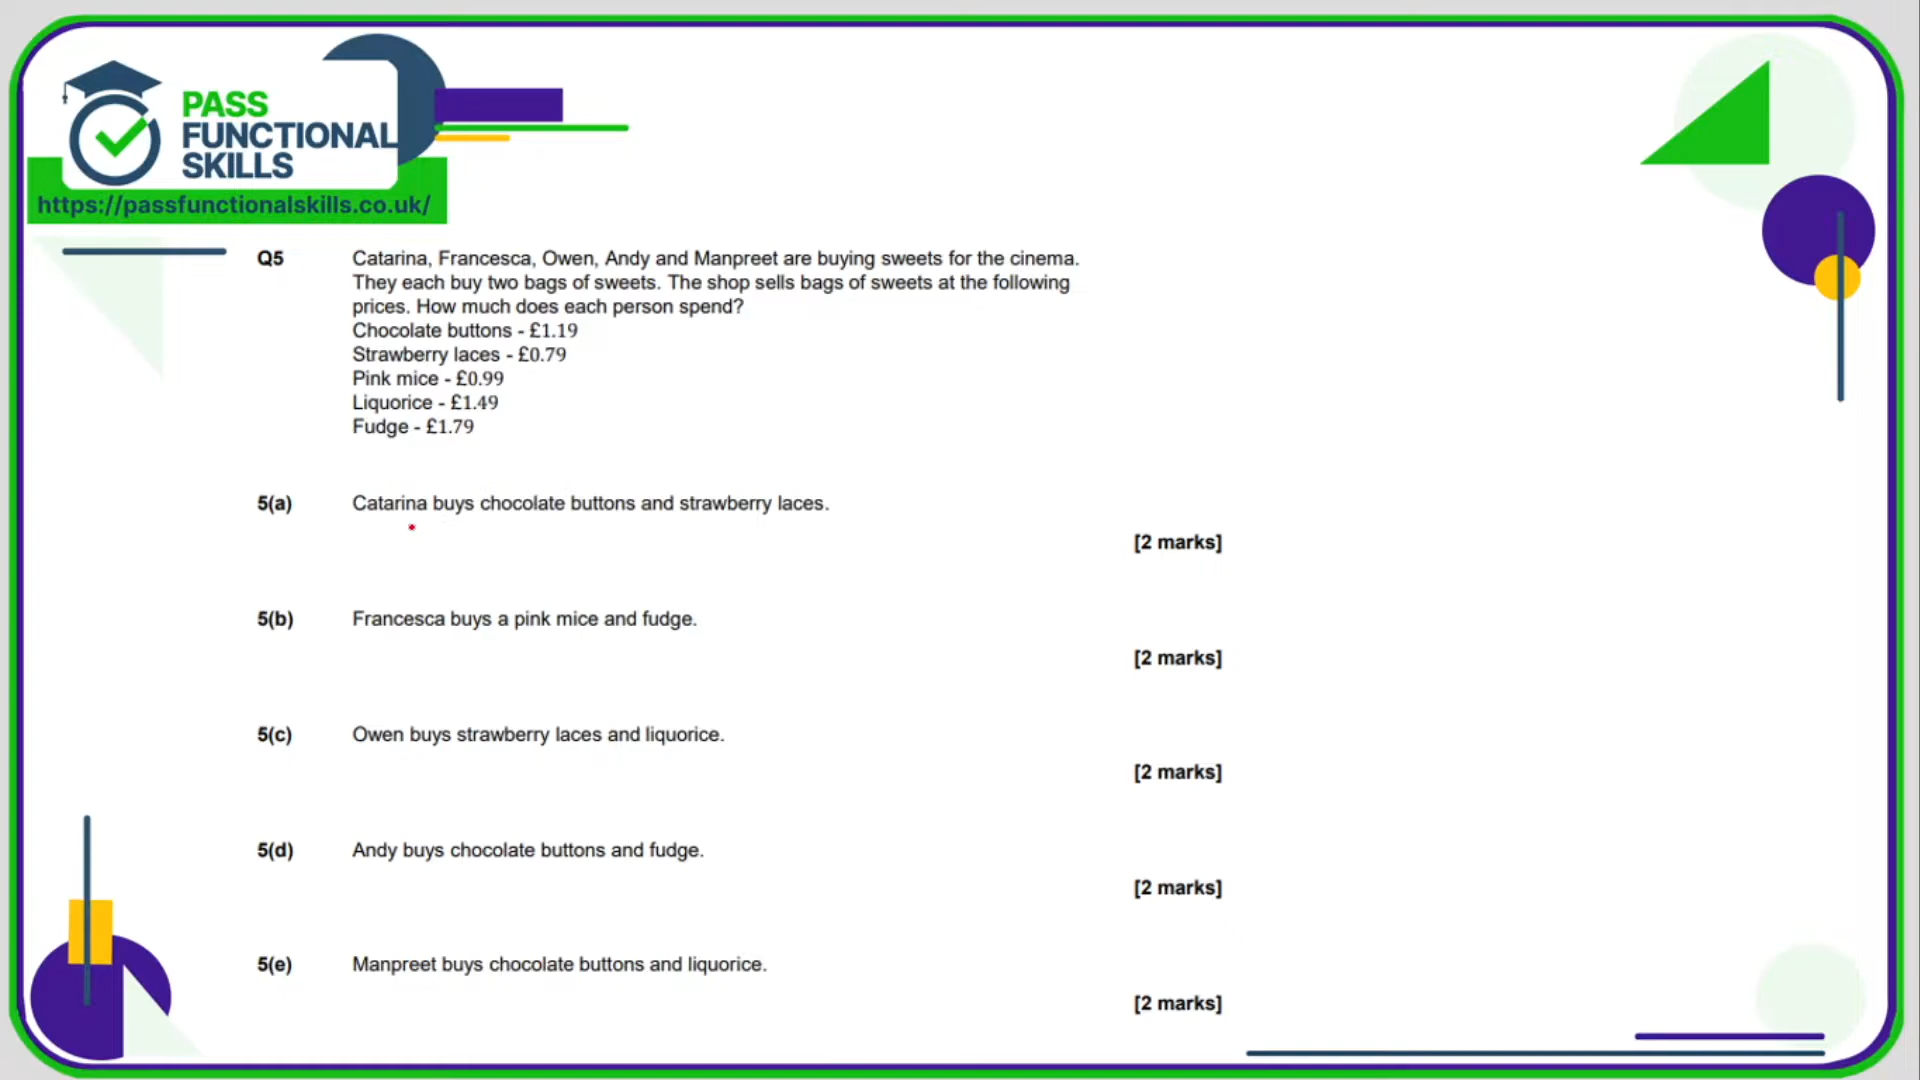 PASS
FUNCTIONAL
SKILLS
https://passfunctionalskills.co.uk/
Q5 Catarina, Francesca, Owen, Andy and Manpreet are buying sweets for the cinema.
They each buy two bags of sweets. The shop sells bags of sweets at the following
prices. How much does each person spend?
Chocolate buttons - £1.19
Strawberry laces - £0.79
Pink mice - £0.99
Liquorice - £1.49
Fudge - £1.79
5(a) Catarina buys chocolate buttons and strawberry laces.
[2 marks]
5(b) Francesca buys a pink mice and fudge.
[2 marks]
5(c) Owen buys strawberry laces and liquorice.
[2 marks]
5(d) Andy buys chocolate buttons and fudge.
[2 marks]
5(e) Manpreet buys chocolate buttons and liquorice.
[2 marks]